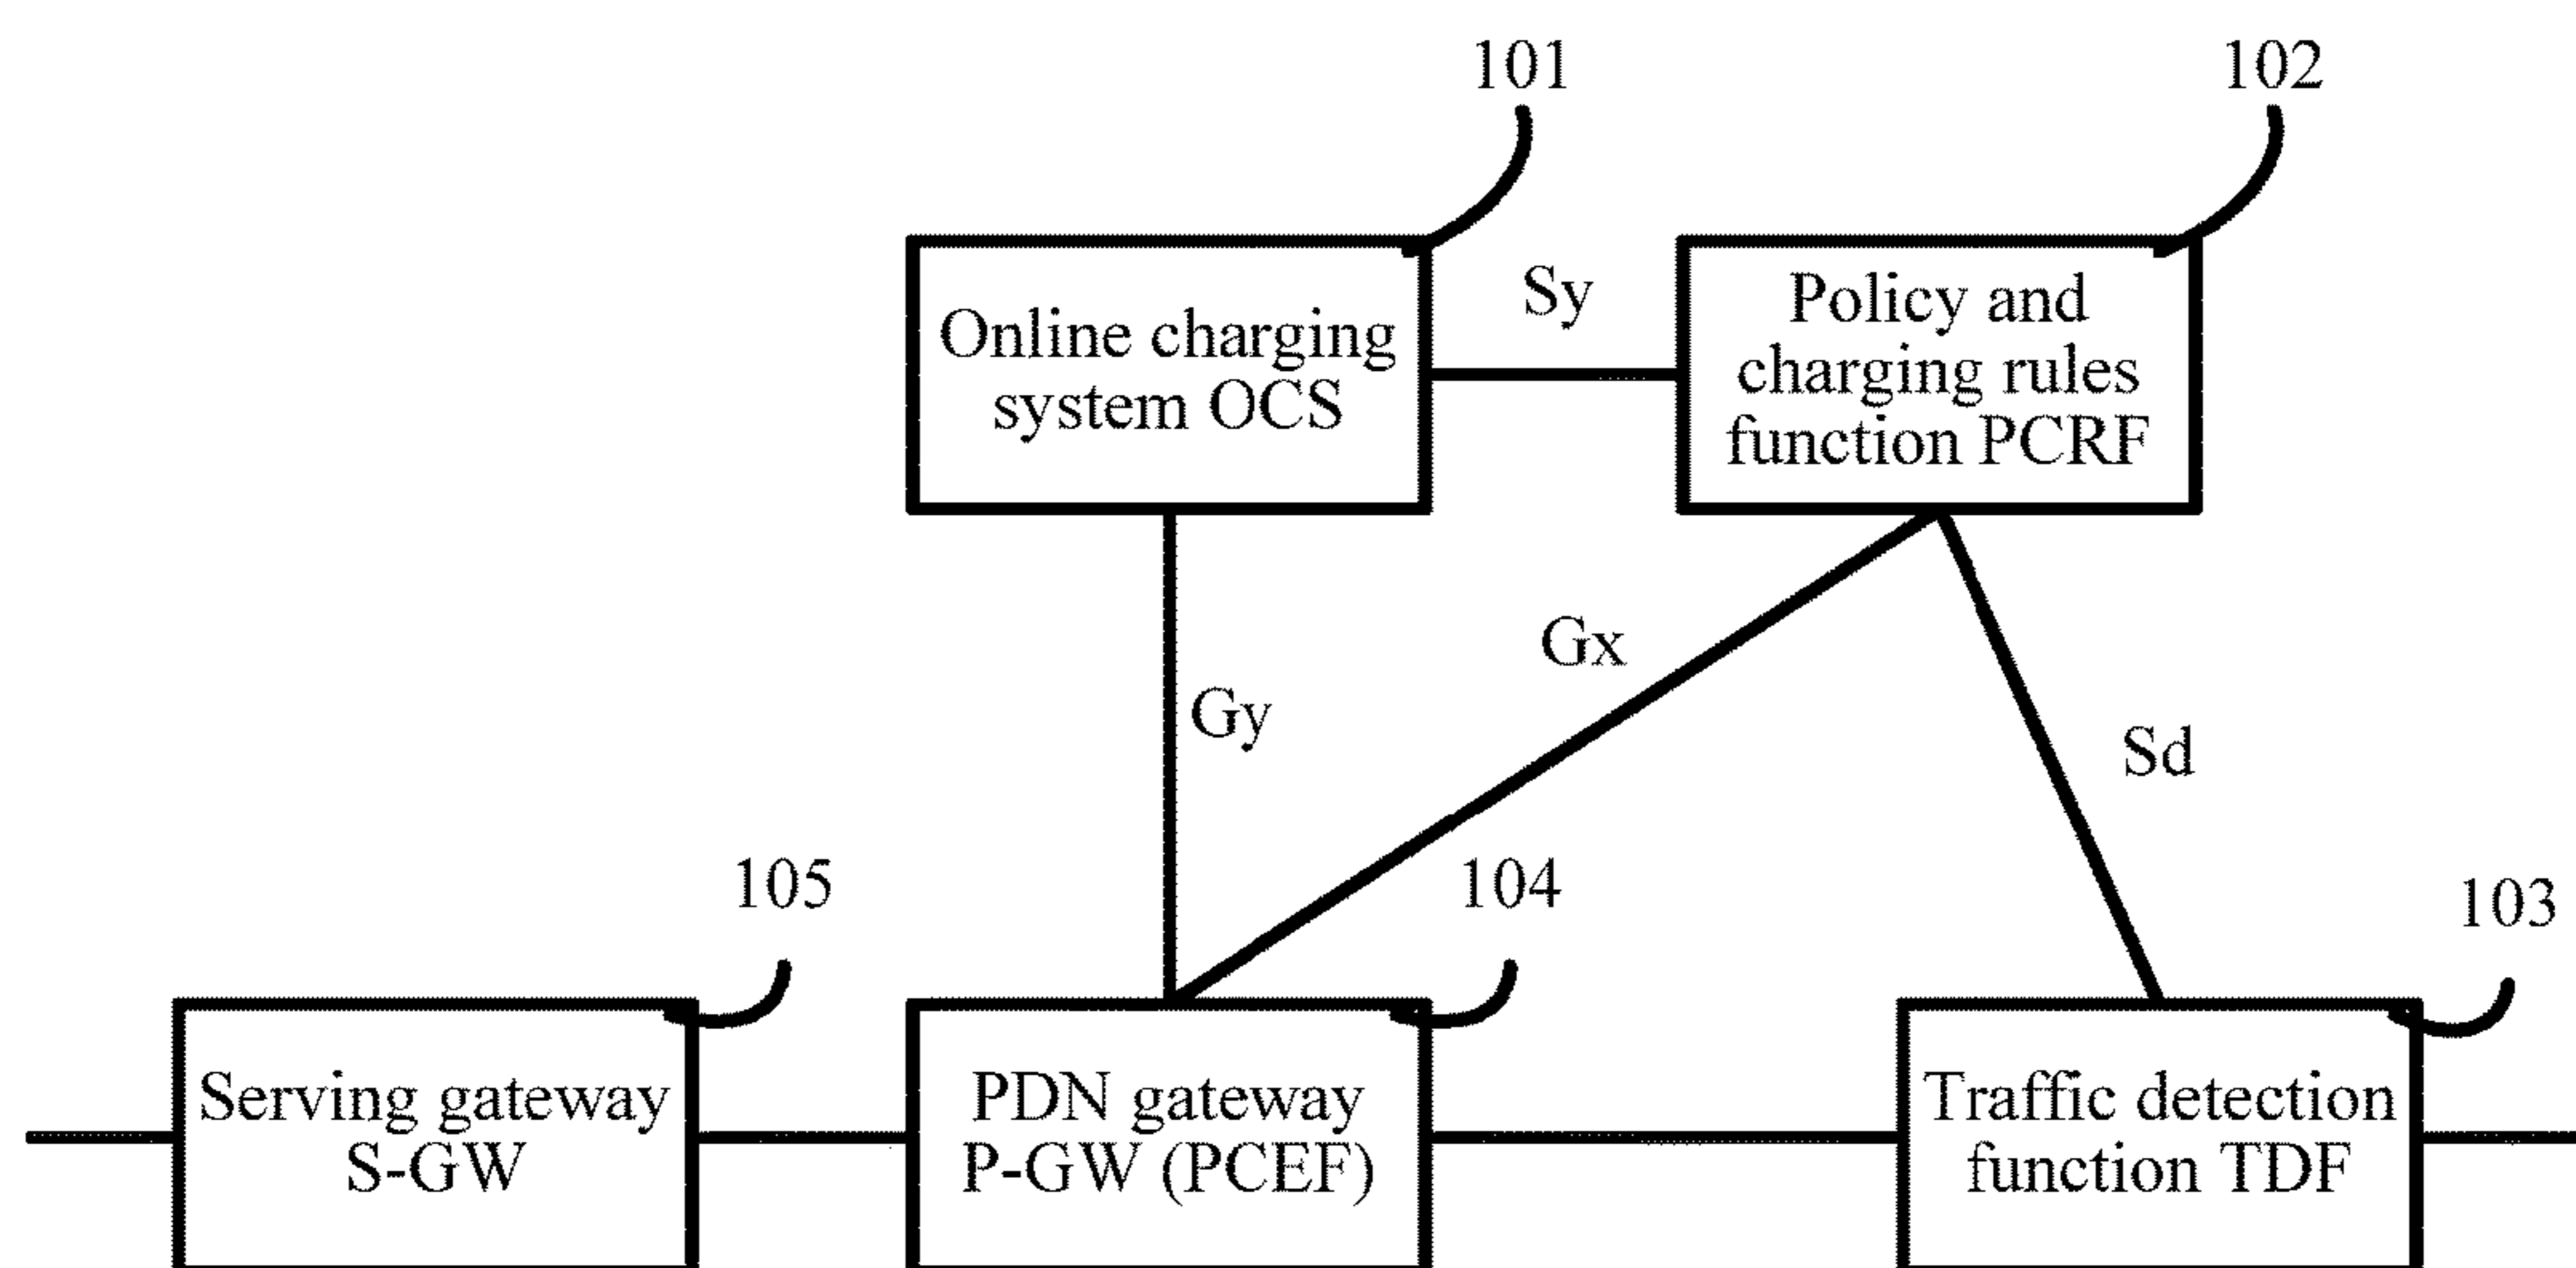 101
102
Online charging
system OCS
Sy
Policy and
charging rules
function PCRF
Gx
Gy
Sd
105
104
103
Serving gateway
S-GW
PDN gateway
P-GW (PCEF)
Traffic detection
function TDF